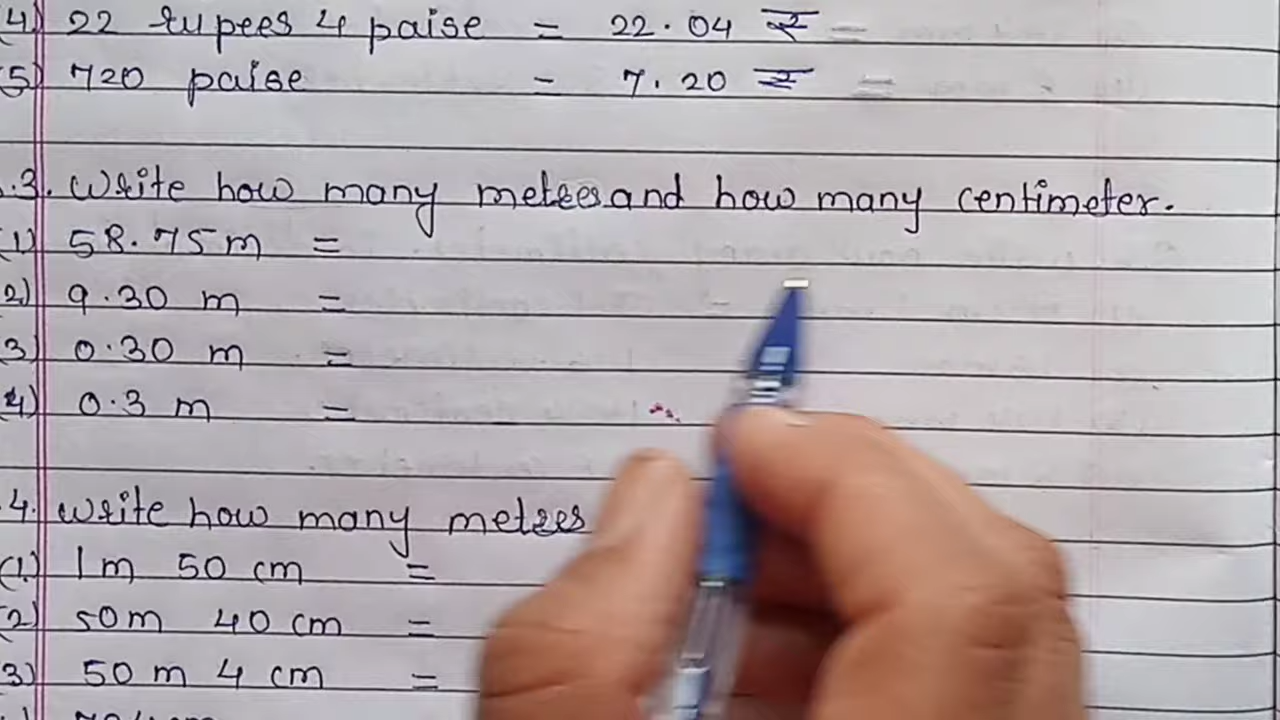 (4) 22 rupees 4 paise = 22.04 ₹
(5) 720 paise = 7.20 ₹
.3. Write how many metres and how many centimeter.
(1) 58.75 m =
(2) 9.30 m =
(3) 0.30 m =
(4) 0.3 m =
4. Write how many metres
(1) 1 m 50 cm =
(2) 50 m 40 cm =
(3) 50 m 4 cm =